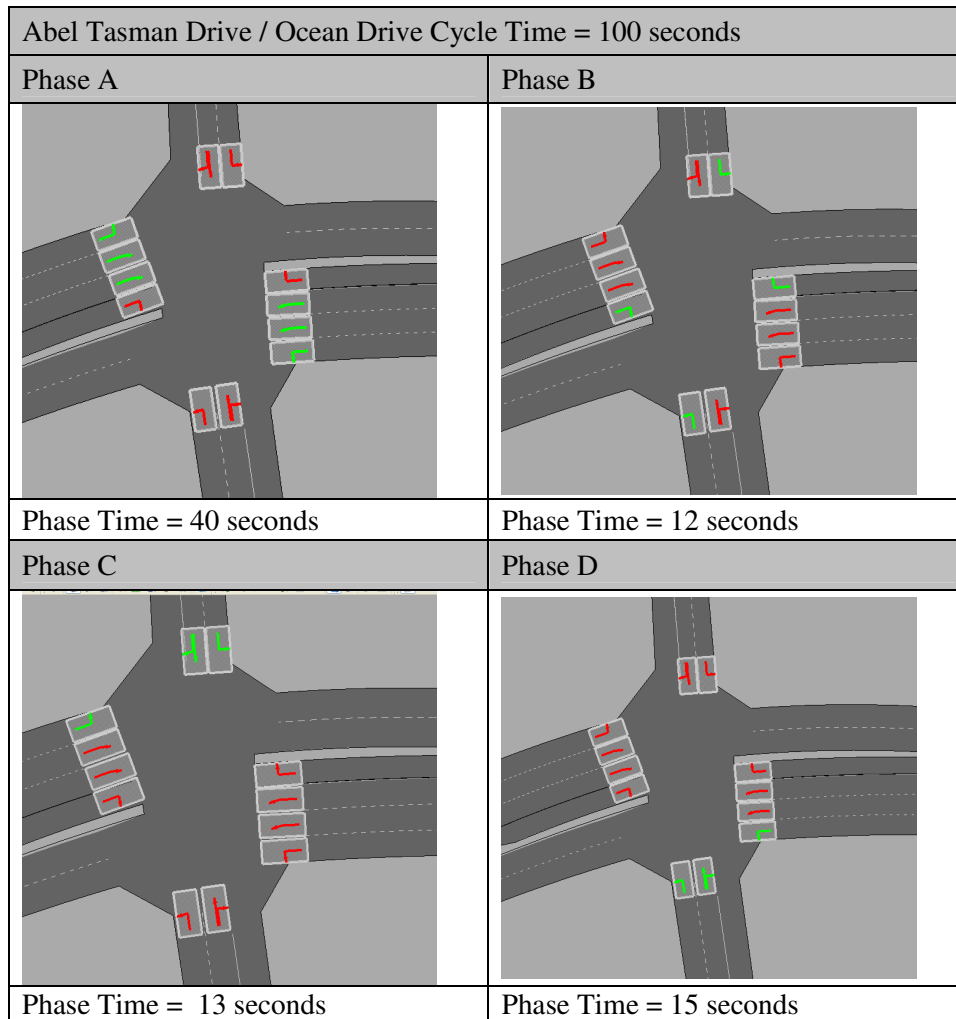 Abel Tasman Drive / Ocean Drive Cycle Time = 100 seconds
Phase A
Phase B
Phase Time = 40 seconds
Phase Time = 12 seconds
Phase C
Phase D
Phase Time = 13 seconds
Phase Time = 15 seconds